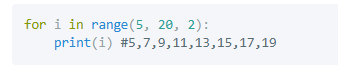 for i in range(5, 20, 2):
    print(i) #5,7,9,11,13,15,17,19